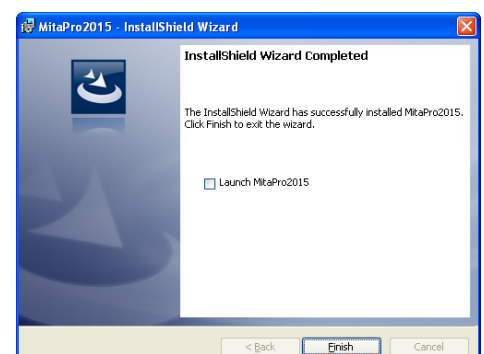 MitaPro2015 - InstallShield Wizard
InstallShield Wizard Completed
The InstallShield Wizard has successfully installed MitaPro2015.
Click Finish to exit the wizard.
Launch MitaPro2015
< Back
Finish
Cancel